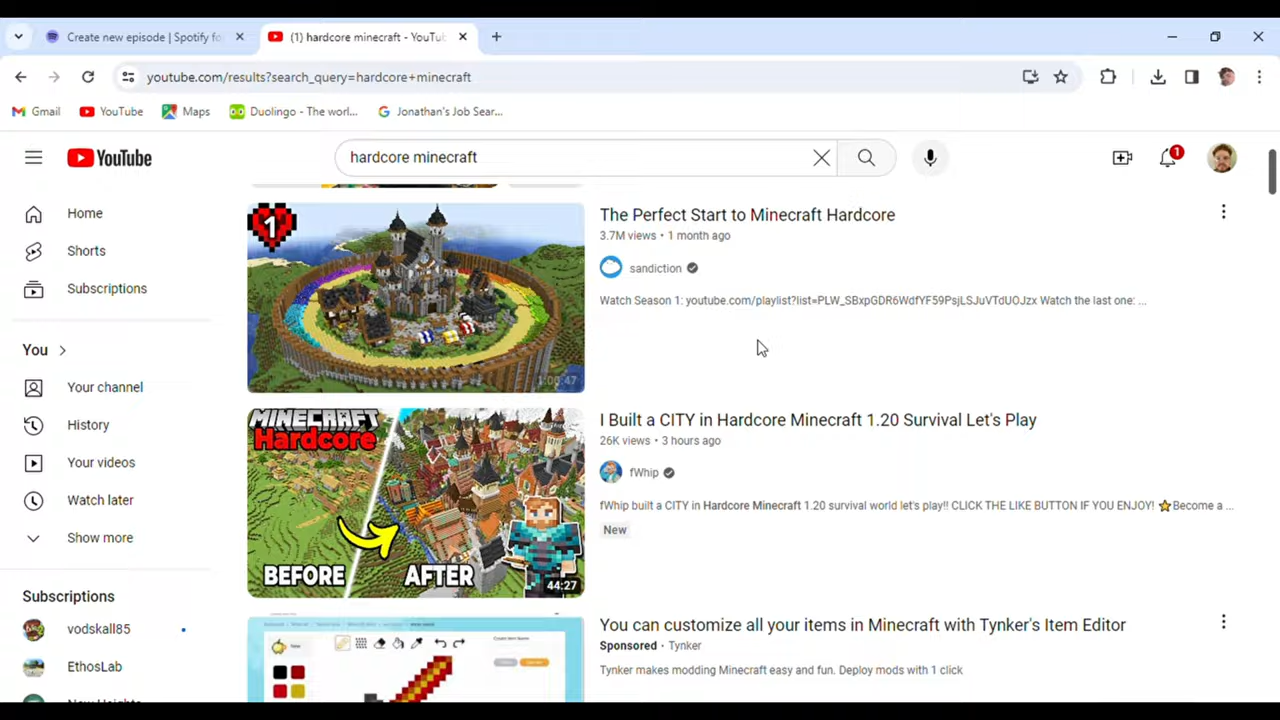 Create new episode | Spotify fo
(1) hardcore minecraft - YouTu
youtube.com/results?search_query=hardcore+minecraft
Gmail
YouTube
Maps
Duolingo - The worl...
Jonathan's Job Sear...
YouTube
hardcore minecraft
1
Home
Shorts
Subscriptions
You
Your channel
History
Your videos
Watch later
Show more
Subscriptions
vodskall85
EthosLab
New Heights
1
1:00:47
The Perfect Start to Minecraft Hardcore
3.7M views • 1 month ago
sandiction
Watch Season 1: youtube.com/playlist?list=PLW_SBxpGDR6WdfYF59PsjLSJuVTdUOJzx Watch the last one: ...
MINECRAFT
Hardcore
BEFORE
AFTER
44:27
I Built a CITY in Hardcore Minecraft 1.20 Survival Let's Play
26K views • 3 hours ago
fWhip
fWhip built a CITY in Hardcore Minecraft 1.20 survival world let's play!! CLICK THE LIKE BUTTON IF YOU ENJOY! ⭐Become a ...
New
You can customize all your items in Minecraft with Tynker's Item Editor
Sponsored • Tynker
Tynker makes modding Minecraft easy and fun. Deploy mods with 1 click